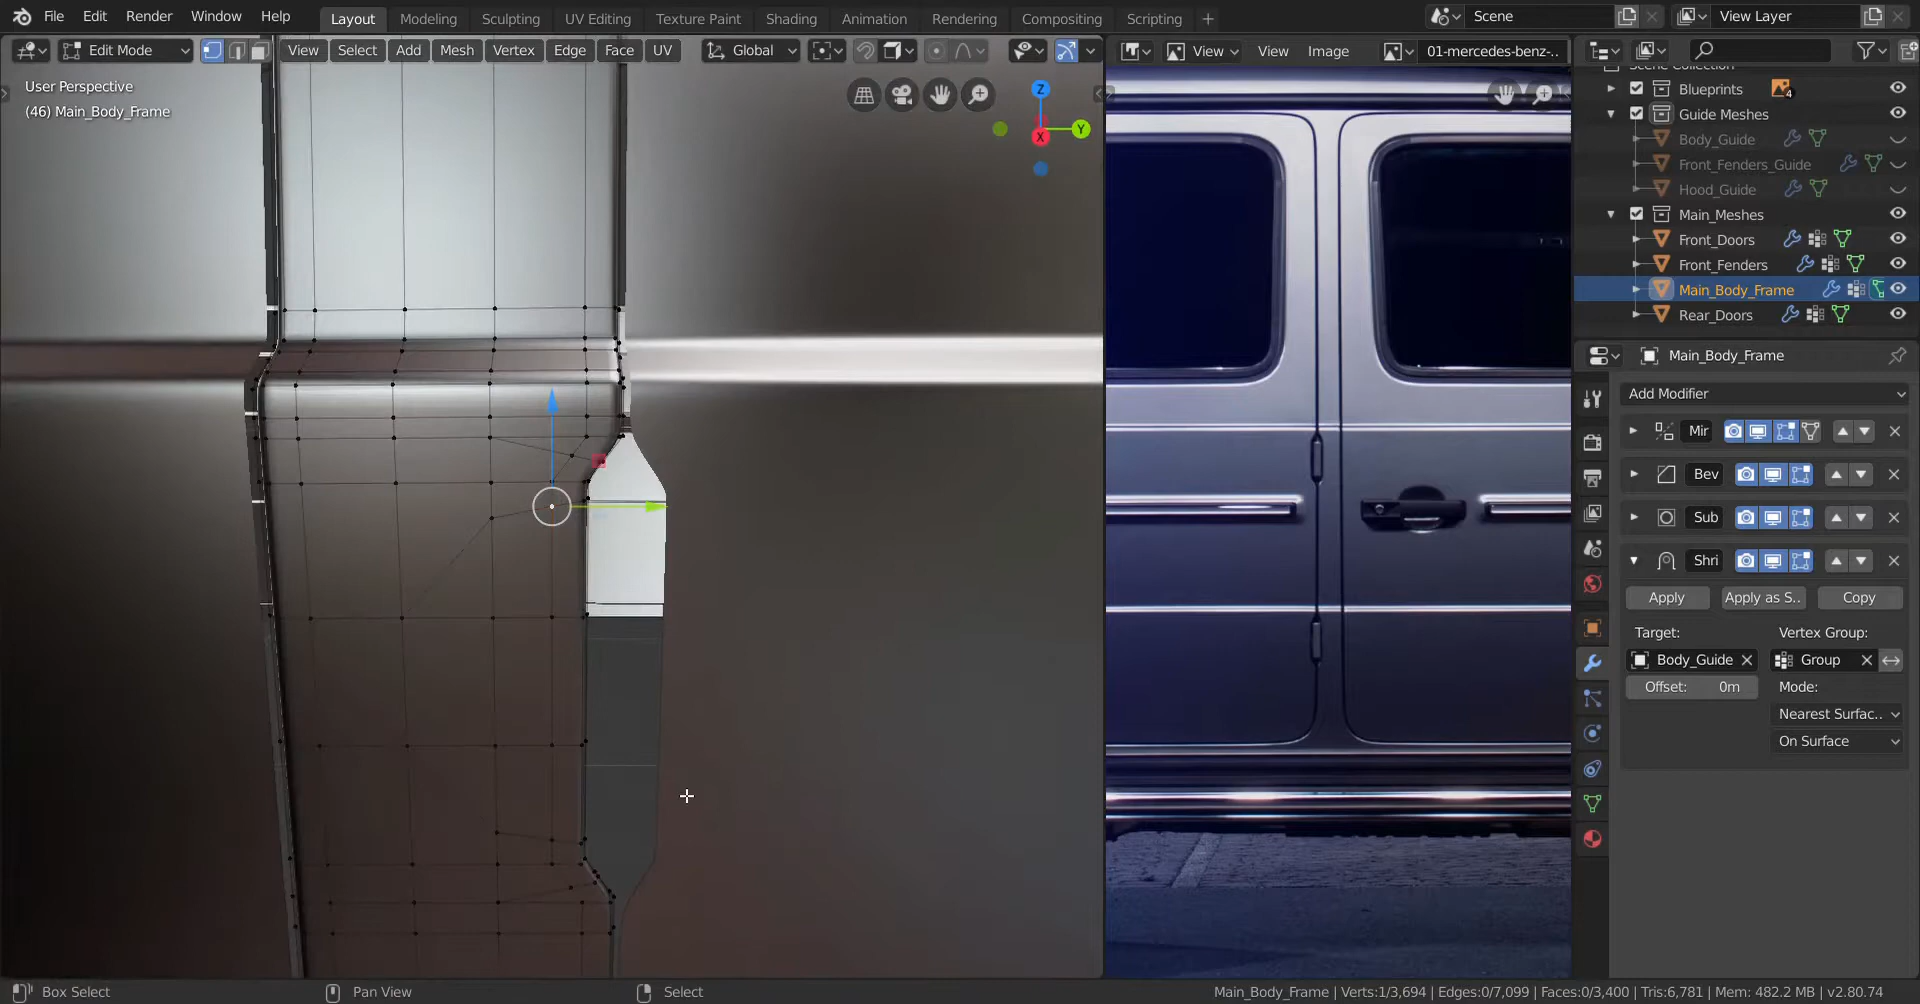 File Edit Render Window Help Layout Modeling Sculpting UV Editing Texture Paint Shading Animation Rendering Compositing Scripting + Scene View Layer
Edit Mode View Select Add Mesh Vertex Edge Face UV Global View View Image 01-mercedes-benz-..
User Perspective
(46) Main_Body_Frame
Z
Y
X
Scene Collection
Blueprints 4
Guide Meshes
Body_Guide
Front_Fenders_Guide
Hood_Guide
Main_Meshes
Front_Doors
Front_Fenders
Main_Body_Frame
Rear_Doors
Main_Body_Frame
Add Modifier
Mir
Bev
Sub
Shri
Apply Apply as S.. Copy
Target: Vertex Group:
Body_Guide Group
Offset: 0m Mode:
Nearest Surfac..
On Surface
Box Select Pan View Select Main_Body_Frame | Verts:1/3,694 | Edges:0/7,099 | Faces:0/3,400 | Tris:6,781 | Mem: 482.2 MB | v2.80.74